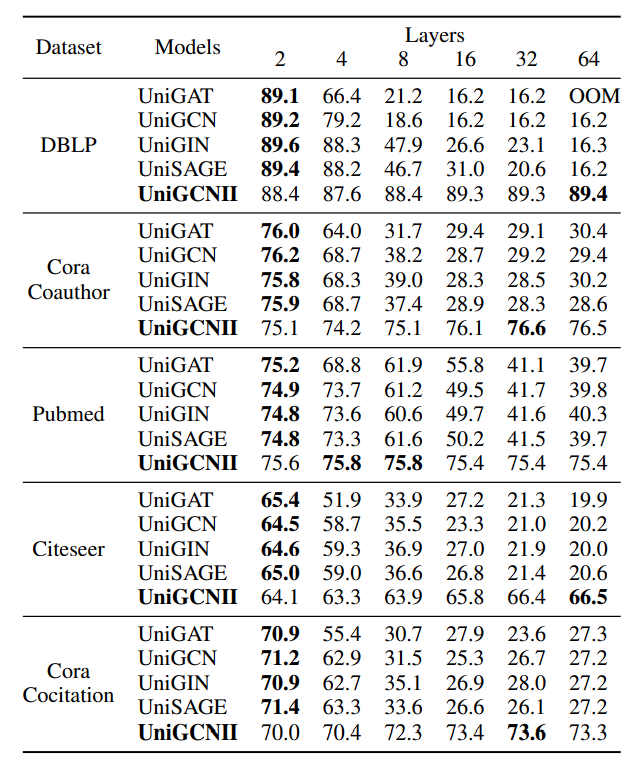 Dataset Models Layers
2 4 8 16 32 64
DBLP
UniGAT 89.1 66.4 21.2 16.2 16.2 OOM
UniGCN 89.2 79.2 18.6 16.2 16.2 16.2
UniGIN 89.6 88.3 47.9 26.6 23.1 16.3
UniSAGE 89.4 88.2 46.7 31.0 20.6 16.2
UniGCNII 88.4 87.6 88.4 89.3 89.3 89.4
Cora
Coauthor
UniGAT 76.0 64.0 31.7 29.4 29.1 30.4
UniGCN 76.2 68.7 38.2 28.7 29.2 29.4
UniGIN 75.8 68.3 39.0 28.3 28.5 30.2
UniSAGE 75.9 68.7 37.4 28.9 28.3 28.6
UniGCNII 75.1 74.2 75.1 76.1 76.6 76.5
Pubmed
UniGAT 75.2 68.8 61.9 55.8 41.1 39.7
UniGCN 74.9 73.7 61.2 49.5 41.7 39.8
UniGIN 74.8 73.6 60.6 49.7 41.6 40.3
UniSAGE 74.8 73.3 61.6 50.2 41.5 39.7
UniGCNII 75.6 75.8 75.8 75.4 75.4 75.4
Citeseer
UniGAT 65.4 51.9 33.9 27.2 21.3 19.9
UniGCN 64.5 58.7 35.5 23.3 21.0 20.2
UniGIN 64.6 59.3 36.9 27.0 21.9 20.0
UniSAGE 65.0 59.0 36.6 26.8 21.4 20.6
UniGCNII 64.1 63.3 63.9 65.8 66.4 66.5
Cora
Cocitation
UniGAT 70.9 55.4 30.7 27.9 23.6 27.3
UniGCN 71.2 62.9 31.5 25.3 26.7 27.2
UniGIN 70.9 62.7 35.1 26.9 28.0 27.2
UniSAGE 71.4 63.3 33.6 26.6 26.1 27.2
UniGCNII 70.0 70.4 72.3 73.4 73.6 73.3